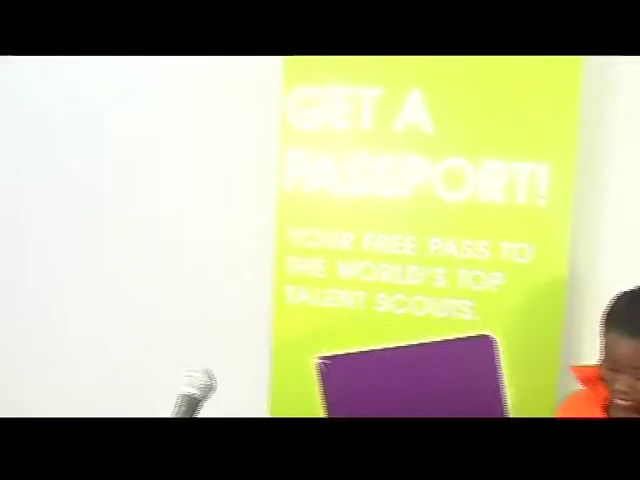 GET A
PASSPORT!
YOUR FREE PASS TO
THE WORLD'S TOP
TALENT SCOUTS.